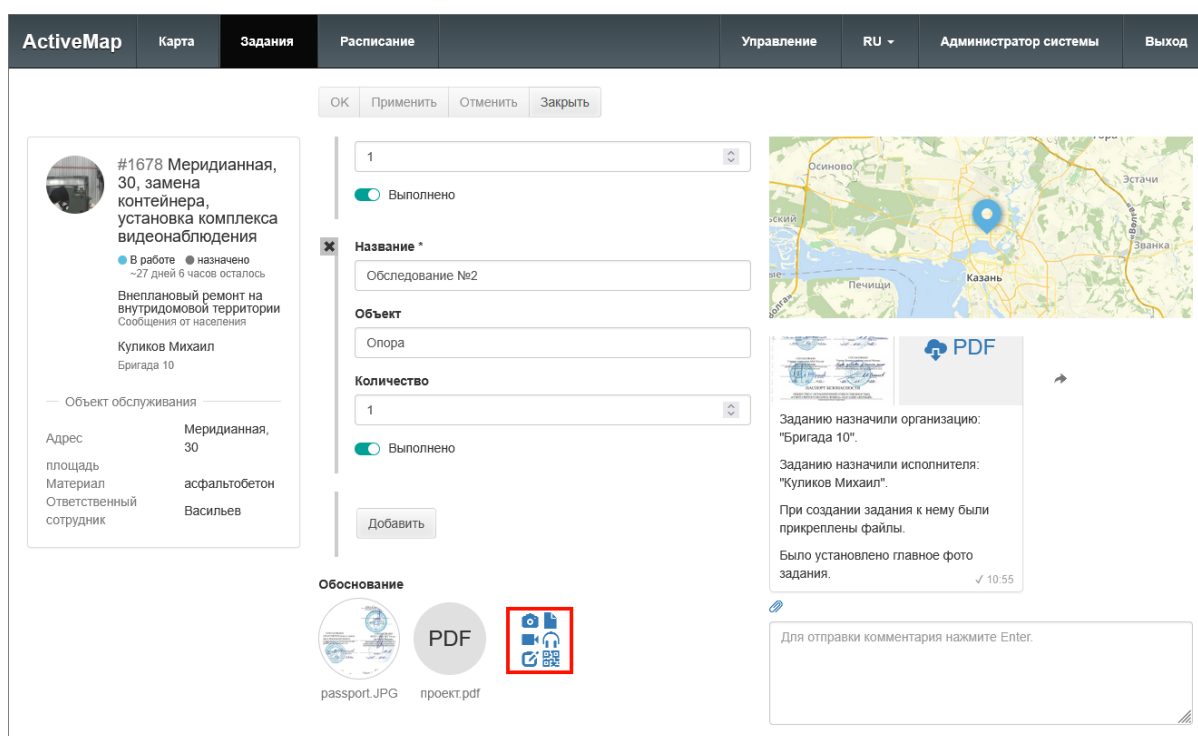 ActiveMap Карта Задания Расписание Управление RU Администратор системы Выход
OK Применить Отменить Закрыть
#1678 Меридианная,
30, замена
контейнера,
установка комплекса
видеонаблюдения
В работе назначено
~27 дней 6 часов осталось
Внеплановый ремонт на
внутридомовой территории
Сообщения от населения
Куликов Михаил
Бригада 10
Объект обслуживания
Адрес Меридианная,
30
площадь
Материал асфальтобетон
Ответственный
сотрудник Васильев
1
Выполнено
Название *
Обследование №2
Объект
Опора
Количество
1
Выполнено
Добавить
Обоснование
PDF
passport.JPG проект.pdf
Осиново
Эстачи
Званка
Казань
Печищи
PDF
ПАСПОРТ БЕЗОПАСНОСТИ
Заданию назначили организацию:
"Бригада 10".
Заданию назначили исполнителя:
"Куликов Михаил".
При создании задания к нему были
прикреплены файлы.
Было установлено главное фото
задания.
✓ 10:55
Для отправки комментария нажмите Enter.